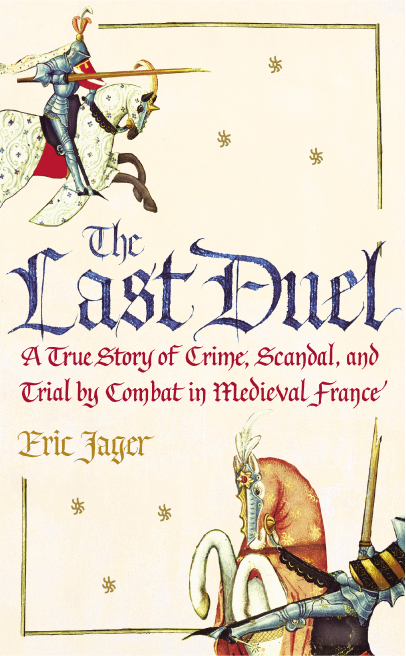 The
Last Duel
A True Story of Crime, Scandal, and
Trial by Combat in Medieval France
Eric Jager